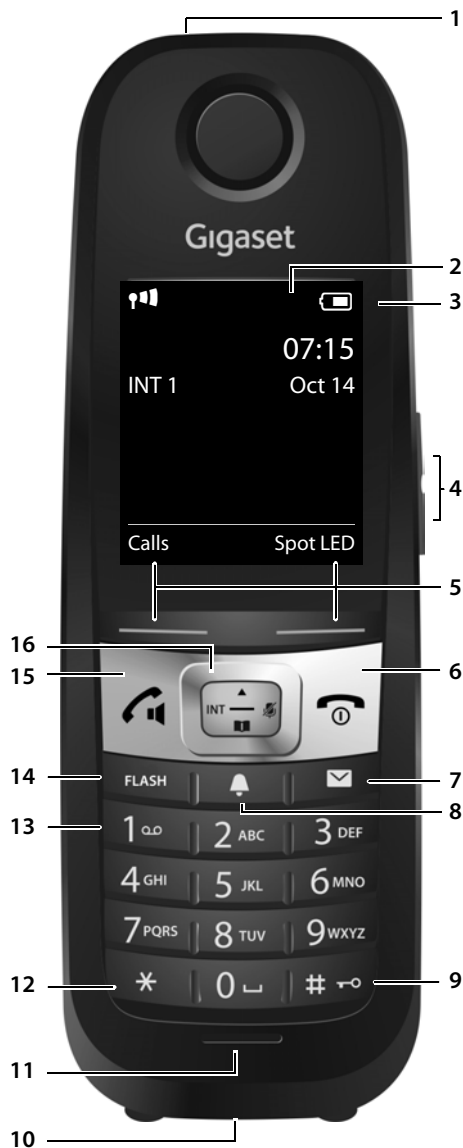 1
Gigaset
2
3
07:15
INT 1 Oct 14
4
Calls Spot LED
5
16
15
6
INT
14 FLASH
7
8
13 1 2 ABC 3 DEF
4 GHI 5 JKL 6 MNO
7 PQRS 8 TUV 9 WXYZ
12 * 0 # 9
11
10